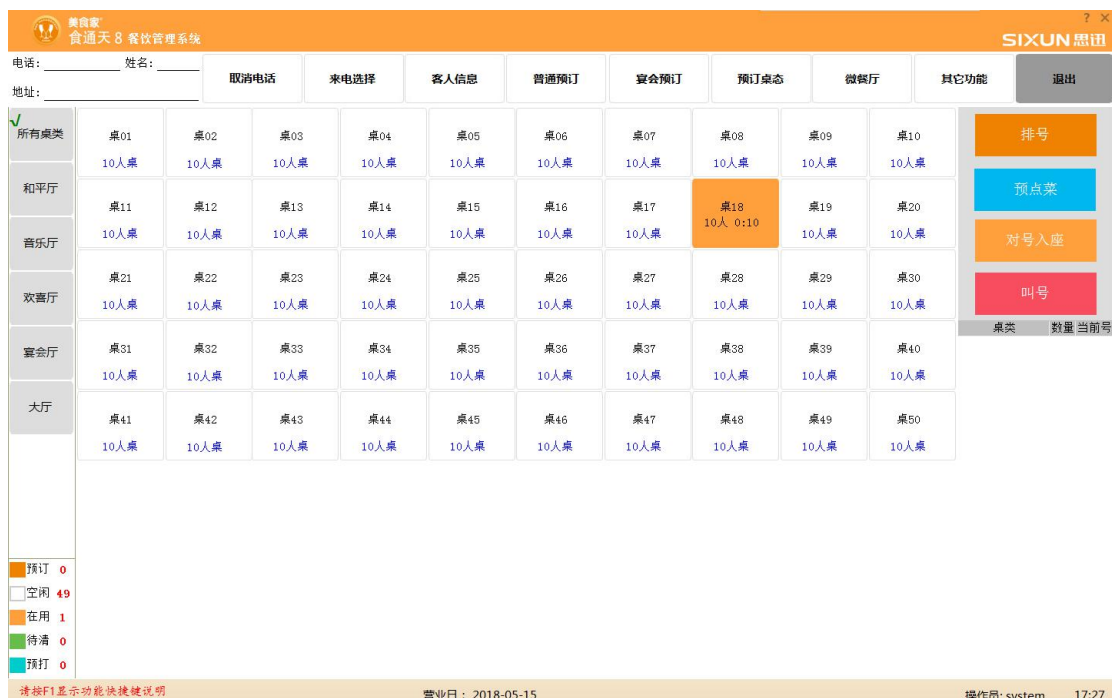 美食家
食通天8 餐饮管理系统
? ×
SIXUN思迅
电话: 姓名:
地址:
取消电话 来电选择 客人信息 普通预订 宴会预订 预订桌态 微餐厅 其它功能 退出
√
所有桌类
和平厅
音乐厅
欢喜厅
宴会厅
大厅
桌01 桌02 桌03 桌04 桌05 桌06 桌07 桌08 桌09 桌10
10人桌 10人桌 10人桌 10人桌 10人桌 10人桌 10人桌 10人桌 10人桌 10人桌
桌11 桌12 桌13 桌14 桌15 桌16 桌17 桌18 桌19 桌20
10人桌 10人桌 10人桌 10人桌 10人桌 10人桌 10人桌 10人 0:10 10人桌 10人桌
桌21 桌22 桌23 桌24 桌25 桌26 桌27 桌28 桌29 桌30
10人桌 10人桌 10人桌 10人桌 10人桌 10人桌 10人桌 10人桌 10人桌 10人桌
桌31 桌32 桌33 桌34 桌35 桌36 桌37 桌38 桌39 桌40
10人桌 10人桌 10人桌 10人桌 10人桌 10人桌 10人桌 10人桌 10人桌 10人桌
桌41 桌42 桌43 桌44 桌45 桌46 桌47 桌48 桌49 桌50
10人桌 10人桌 10人桌 10人桌 10人桌 10人桌 10人桌 10人桌 10人桌 10人桌
排号
预点菜
对号入座
叫号
桌类 数量 当前号
预订 0
空闲 49
在用 1
待清 0
预打 0
请按F1显示功能快捷键说明
营业日: 2018-05-15
操作员: system 17:27